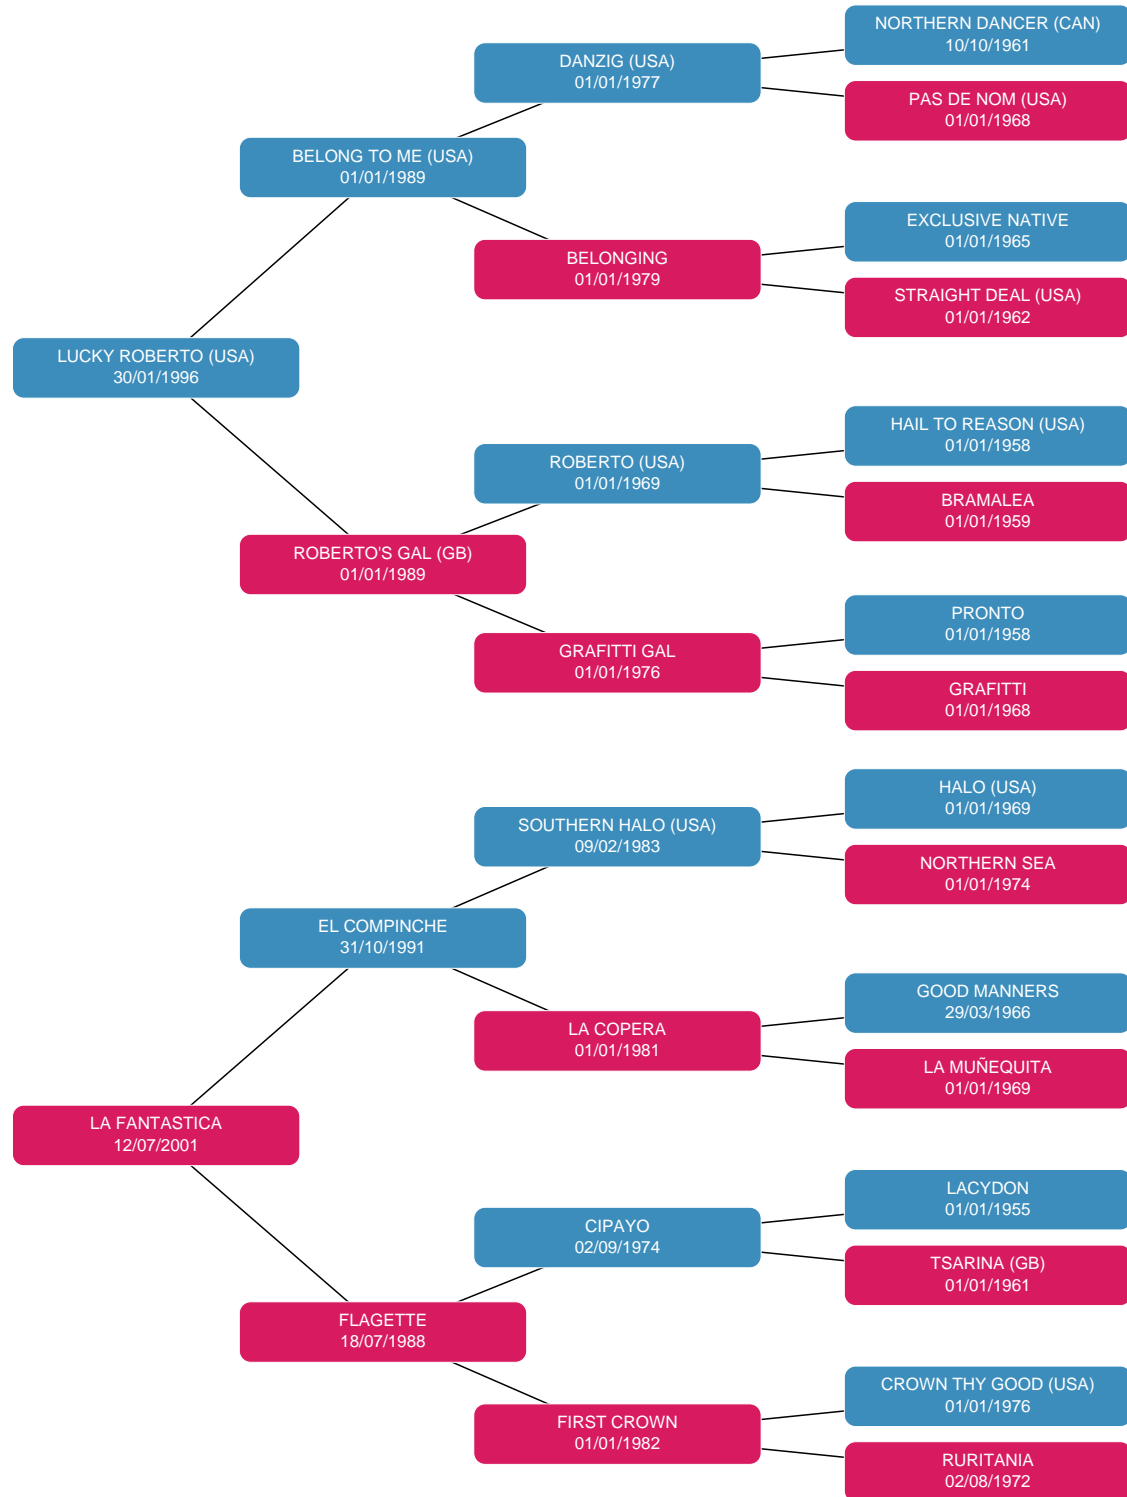 NORTHERN DANCER (CAN)
10/10/1961
DANZIG (USA)
01/01/1977
PAS DE NOM (USA)
01/01/1968
BELONG TO ME (USA)
01/01/1989
EXCLUSIVE NATIVE
01/01/1965
BELONGING
01/01/1979
STRAIGHT DEAL (USA)
01/01/1962
LUCKY ROBERTO (USA)
30/01/1996
HAIL TO REASON (USA)
01/01/1958
ROBERTO (USA)
01/01/1969
BRAMALEA
01/01/1959
ROBERTO'S GAL (GB)
01/01/1989
PRONTO
01/01/1958
GRAFITTI GAL
01/01/1976
GRAFITTI
01/01/1968
HALO (USA)
01/01/1969
SOUTHERN HALO (USA)
09/02/1983
NORTHERN SEA
01/01/1974
EL COMPINCHE
31/10/1991
GOOD MANNERS
29/03/1966
LA COPERA
01/01/1981
LA MUÑEQUITA
01/01/1969
LA FANTASTICA
12/07/2001
LACYDON
01/01/1955
CIPAYO
02/09/1974
TSARINA (GB)
01/01/1961
FLAGETTE
18/07/1988
CROWN THY GOOD (USA)
01/01/1976
FIRST CROWN
01/01/1982
RURITANIA
02/08/1972